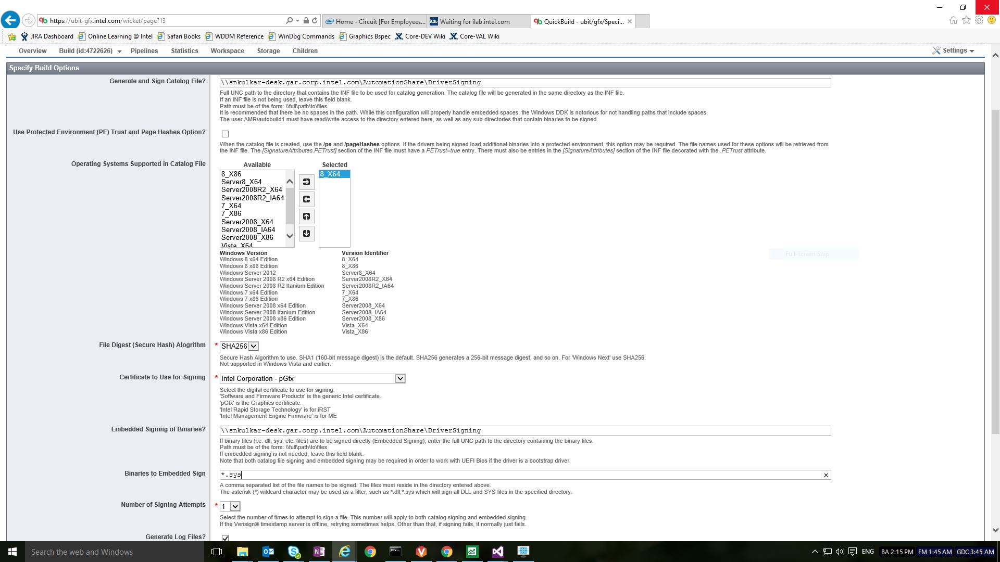 https://ubit-gfx.intel.com/wicket/page?13
Home - Circuit [For Employees...
Waiting for ilab.intel.com
QuickBuild - ubit/gfx/Speci...
JIRA Dashboard
Online Learning @ Intel
Safari Books
WDDM Reference
WinDbg Commands
Graphics Bspec
Core-DEV Wiki
Core-VAL Wiki
Overview
Build (id:4722626)
Pipelines
Statistics
Workspace
Storage
Children
Settings
Specify Build Options
Generate and Sign Catalog File?
\\snkulkar-desk.gar.corp.intel.com\AutomationShare\DriverSigning
Full UNC path to the directory that contains the INF file to be used for catalog generation. The catalog file will be generated in the same directory as the INF file.
If an INF file is not being used, leave this field blank.
Path must be of the form: \\full\path\to\files
It is recommended that there be no spaces in the path. While this configuration will properly handle embedded spaces, the Windows DDK is notorious for not handling paths that include spaces.
The user AMR\autobuild1 must have read/write access to the directory entered here, as well as any sub-directories that contain binaries to be signed.
Use Protected Environment (PE) Trust and Page Hashes Option?
When the catalog file is created, use the /pe and /pageHashes options. If the drivers being signed load additional binaries into a protected environment, this option may be required. The file names used for these options will be retrieved from
the INF file. The [SignatureAttributes.PETrust] section of the INF file must have a PETrust=true entry. There must also be entries in the [SignatureAttributes] section of the INF file decorated with the .PETrust attribute.
Operating Systems Supported in Catalog File
Available
Selected
8_X86
Server8_X64
Server2008R2_X64
Server2008R2_IA64
7_X64
7_X86
Server2008_X64
Server2008_IA64
Server2008_X86
Vista_X64
8_X64
Windows Version Version Identifier
Windows 8 x64 Edition 8_X64
Windows 8 x86 Edition 8_X86
Windows Server 2012 Server8_X64
Windows Server 2008 R2 x64 Edition Server2008R2_X64
Windows Server 2008 R2 Itanium Edition Server2008R2_IA64
Windows 7 x64 Edition 7_X64
Windows 7 x86 Edition 7_X86
Windows Server 2008 x64 Edition Server2008_X64
Windows Server 2008 Itanium Edition Server2008_IA64
Windows Server 2008 x86 Edition Server2008_X86
Windows Vista x64 Edition Vista_X64
Windows Vista x86 Edition Vista_X86
Full-screen Snip
File Digest (Secure Hash) Alogrithm
* SHA256
Secure Hash Algorithm to use. SHA1 (160-bit message digest) is the default. SHA256 generates a 256-bit message digest, and so on. For 'Windows Next' use SHA256.
Not supported in Windows Vista and earlier.
Certificate to Use for Signing
* Intel Corporation - pGfx
Select the digital certificate to use for signing:
'Software and Firmware Products' is the generic Intel certificate.
'pGfx' is the Graphics certificate.
'Intel Rapid Storage Technology' is for iRST
'Intel Management Engine Firmware' is for ME
Embedded Signing of Binaries?
\\snkulkar-desk.gar.corp.intel.com\AutomationShare\DriverSigning
If binary files (i.e. dll, sys, etc. files) are to be signed directly (Embedded Signing), enter the full UNC path to the directory containing the binary files.
Path must be of the form: \\full\path\to\files
If embedded signing is not needed, leave this field blank.
Note that both catalog file signing and embedded signing may be required in order to work with UEFI Bios if the driver is a bootstrap driver.
Binaries to Embedded Sign
*.sys
A comma separated list of the file names to be signed. The files must reside in the directory entered above.
The asterisk (*) wildcard character may be used as a filter, such as *.dll,*.sys which will sign all DLL and SYS files in the specified directory.
Number of Signing Attempts
* 1
Select the number of times to attempt to sign a file. This number will apply to both catalog signing and embedded signing.
If the Verisign® timestamp server is offline, retrying sometimes helps. Other than that, if signing fails, it normally just fails.
Generate Log Files?
Search the web and Windows
ENG
BA 2:15 PM
FM 1:45 AM
GDC 3:45 AM